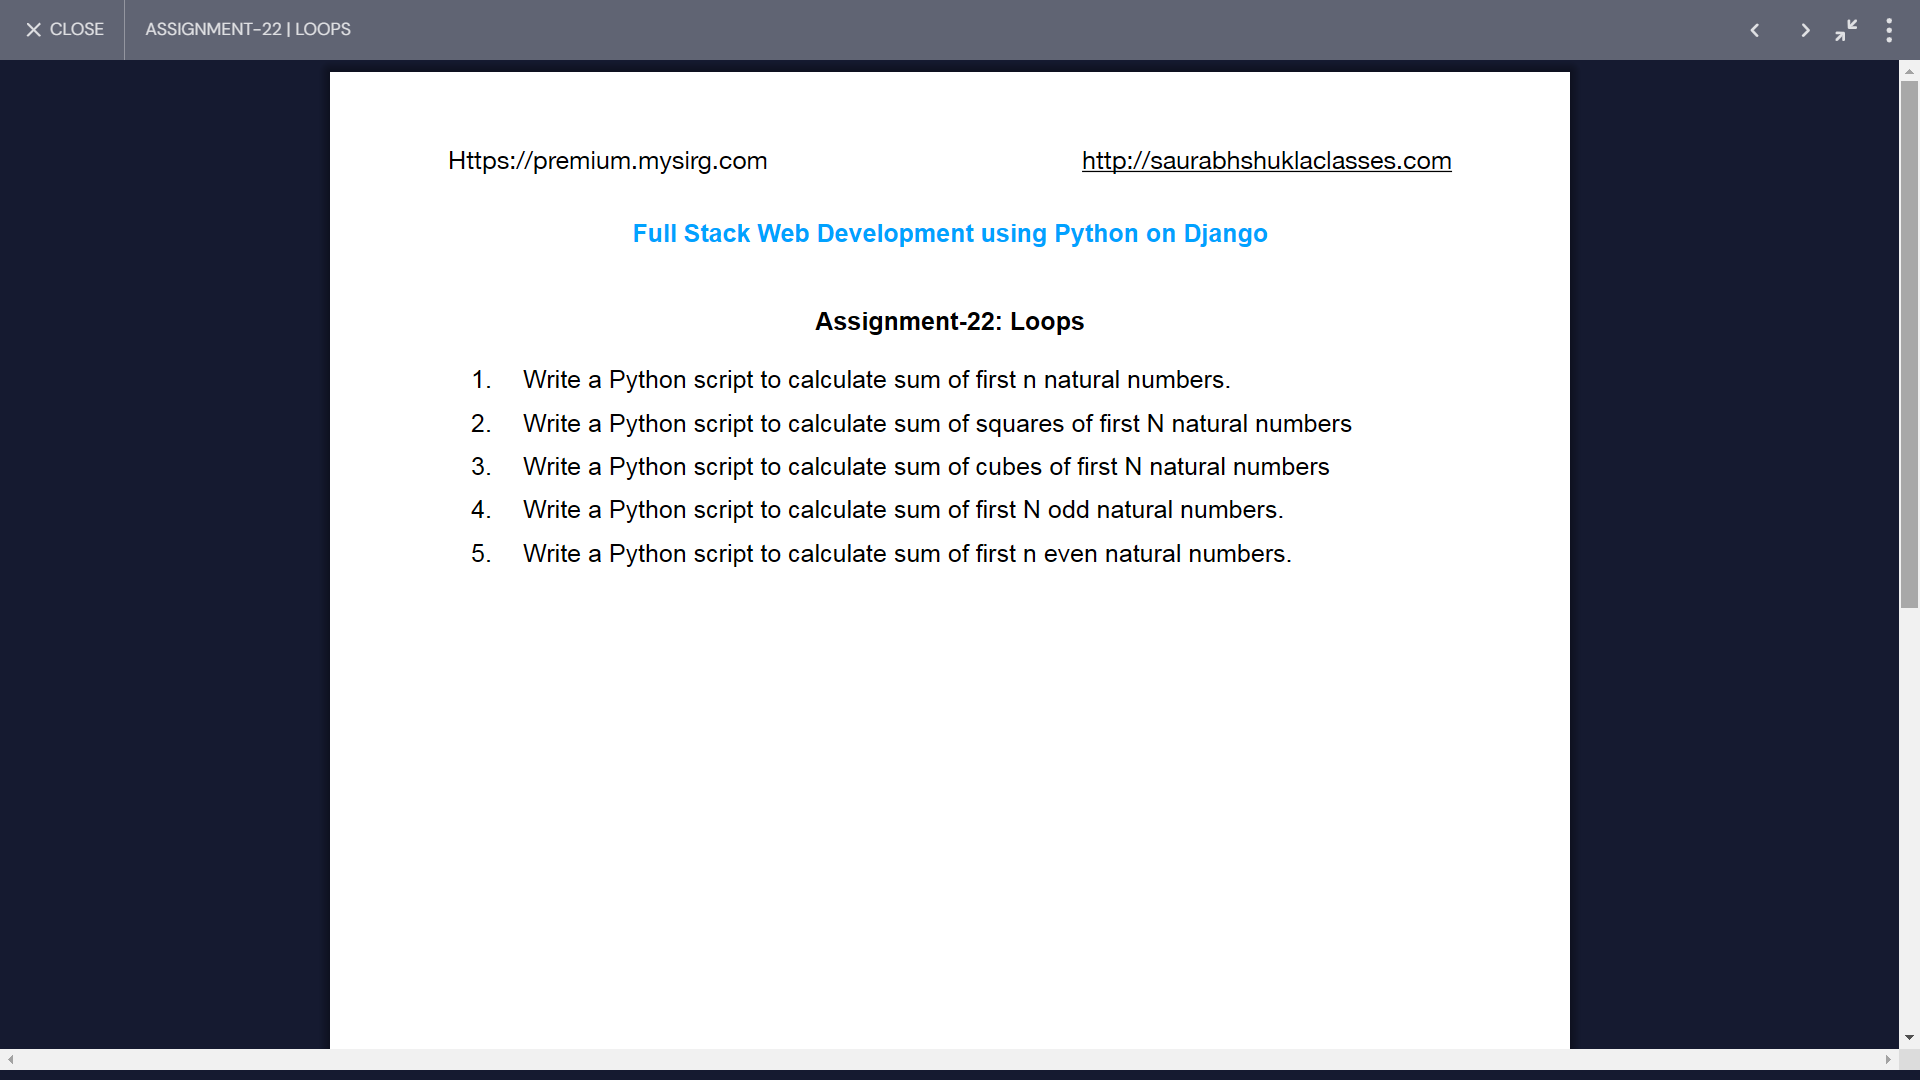 CLOSE
ASSIGNMENT-22 | LOOPS
Https://premium.mysirg.com
http://saurabhshuklaclasses.com
Full Stack Web Development using Python on Django
Assignment-22: Loops
1. Write a Python script to calculate sum of first n natural numbers.
2. Write a Python script to calculate sum of squares of first N natural numbers
3. Write a Python script to calculate sum of cubes of first N natural numbers
4. Write a Python script to calculate sum of first N odd natural numbers.
5. Write a Python script to calculate sum of first n even natural numbers.